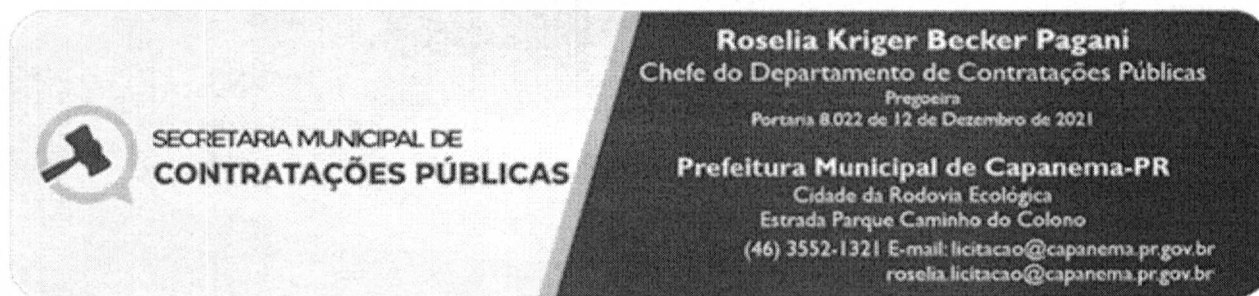 SECRETARIA MUNICIPAL DE
CONTRATAÇÕES PÚBLICAS
Roselia Kriger Becker Pagani
Chefe do Departamento de Contratações Públicas
Pregoeira
Portaria 8.022 de 12 de Dezembro de 2021
Prefeitura Municipal de Capanema-PR
Cidade da Rodovia Ecológica
Estrada Parque Caminho do Colono
(46) 3552-1321 E-mail: licitacao@capanema.pr.gov.br
roselia.licitacao@capanema.pr.gov.br